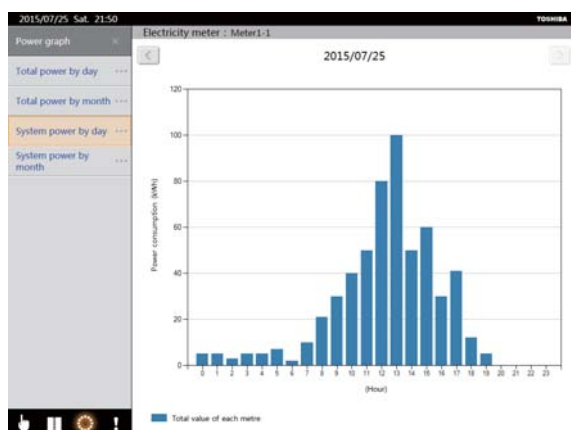 2015/07/25 Sat. 21:50
TOSHIBA
Power graph ×
Electricity meter : Meter1-1
2015/07/25
Total power by day ...
Total power by month ...
System power by day ...
System power by
month ...
120
100
80
60
40
20
0
Power consumption (kWh)
0 1 2 3 4 5 6 7 8 9 10 11 12 13 14 15 16 17 18 19 20 21 22 23
(Hour)
Total value of each metre